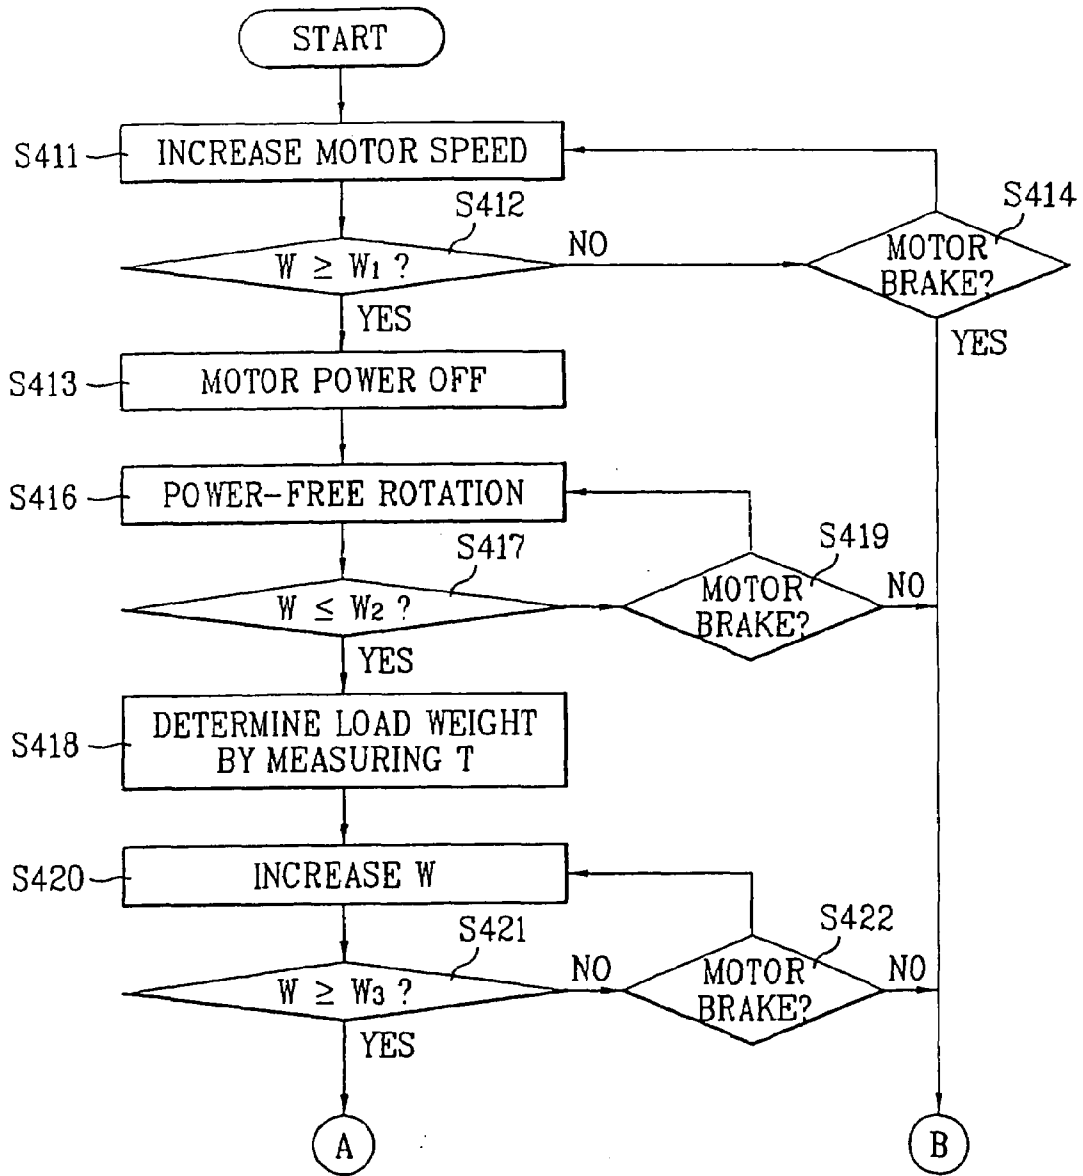 START
S411
INCREASE MOTOR SPEED
S412
S414
W ≥ W1 ?
NO
MOTOR
BRAKE?
YES
YES
S413
MOTOR POWER OFF
S416
POWER-FREE ROTATION
S417
S419
W ≤ W2 ?
MOTOR
BRAKE?
NO
YES
S418
DETERMINE LOAD WEIGHT
BY MEASURING T
S420
INCREASE W
S421
S422
W ≥ W3 ?
NO
MOTOR
BRAKE?
NO
YES
A
B